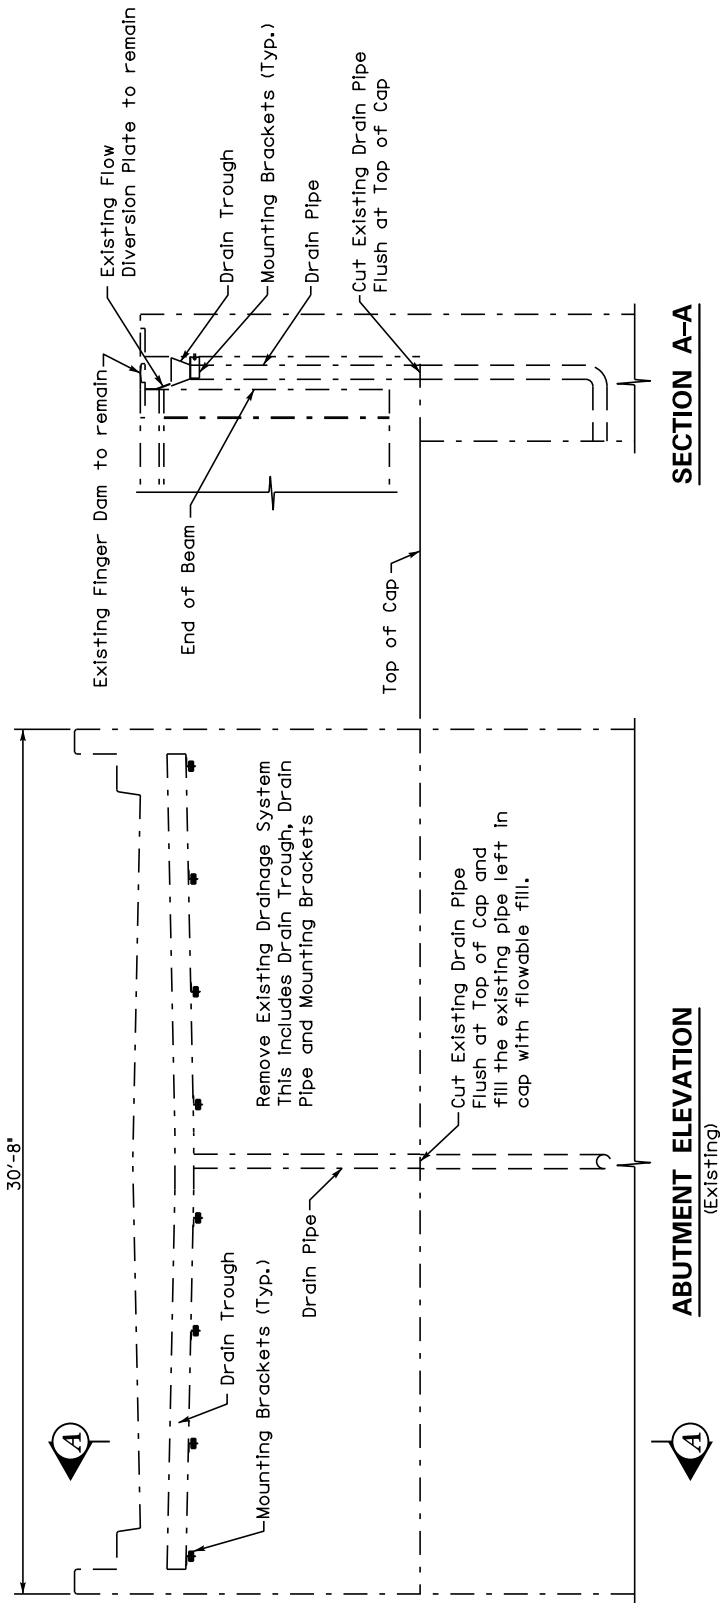 30'-8"
A
A
Drain Trough
Mounting Brackets (Typ.)
Drain Pipe
Remove Existing Drainage System
This includes Drain Trough, Drain
Pipe and Mounting Brackets
Cut Existing Drain Pipe
Flush at Top of Cap and
fill the existing pipe left in
cap with flowable fill.
ABUTMENT ELEVATION
(Existing)
Existing Finger Dam to remain
Existing Flow
Diversion Plate to remain
Drain Trough
Mounting Brackets (Typ.)
Drain Pipe
Cut Existing Drain Pipe
Flush at Top of Cap
End of Beam
Top of Cap
SECTION A-A